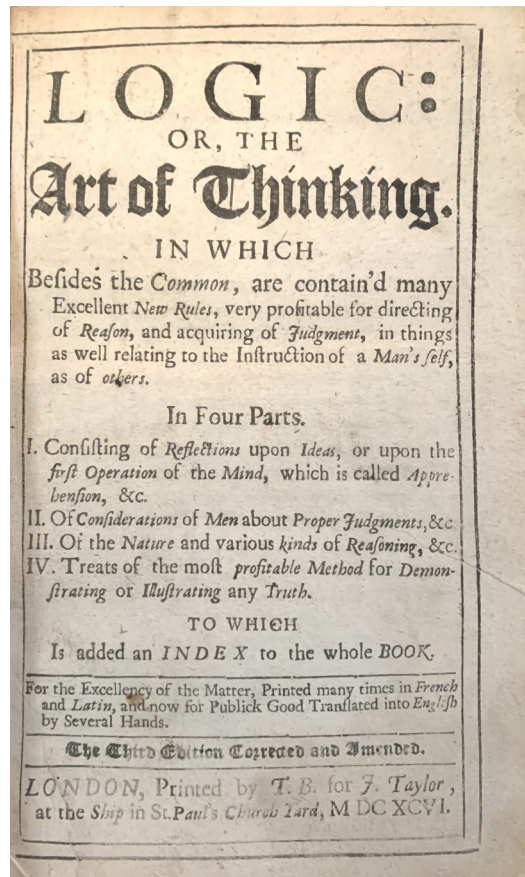 LOGIC:
OR, THE
Art of Thinking.
IN WHICH
Beſides the Common, are contain'd many
Excellent New Rules, very profitable for directing
of Reaſon, and acquiring of Judgment, in things
as well relating to the Inſtruction of a Man's ſelf,
as of others.
In Four Parts.
I. Conſiſting of Reflections upon Ideas, or upon the
firſt Operation of the Mind, which is called Appre-
henſion, &c.
II. Of Conſiderations of Men about Proper Judgments, &c.
III. Of the Nature and various kinds of Reaſoning, &c.
IV. Treats of the moſt profitable Method for Demon-
ſtrating or Illuſtrating any Truth.
TO WHICH
Is added an INDEX to the whole BOOK.
For the Excellency of the Matter, Printed many times in French
and Latin, and now for Publick Good Tranſlated into Engliſh
by Several Hands.
The Third Edition Corrected and Amended.
LONDON, Printed by T. B. for J. Taylor,
at the Ship in St. Paul's Church Yard, M DC XCVI.